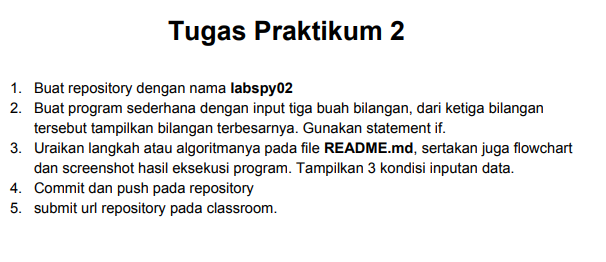 Tugas Praktikum 2
1. Buat repository dengan nama labspy02
2. Buat program sederhana dengan input tiga buah bilangan, dari ketiga bilangan
tersebut tampilkan bilangan terbesarnya. Gunakan statement if.
3. Uraikan langkah atau algoritmanya pada file README.md, sertakan juga flowchart
dan screenshot hasil eksekusi program. Tampilkan 3 kondisi inputan data.
4. Commit dan push pada repository
5. submit url repository pada classroom.